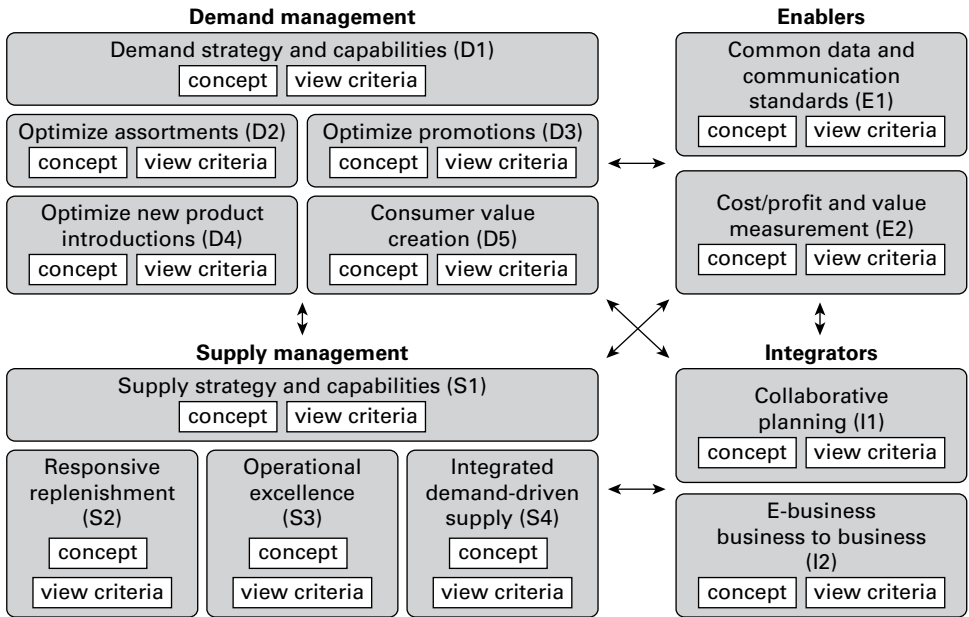 Demand management
Demand strategy and capabilities (D1)
concept view criteria
Optimize assortments (D2)
concept view criteria
Optimize promotions (D3)
concept view criteria
Optimize new product
introductions (D4)
concept view criteria
Consumer value
creation (D5)
concept view criteria
Enablers
Common data and
communication
standards (E1)
concept view criteria
Cost/profit and value
measurement (E2)
concept view criteria
Supply management
Supply strategy and capabilities (S1)
concept view criteria
Responsive
replenishment
(S2)
concept
view criteria
Operational
excellence
(S3)
concept
view criteria
Integrated
demand-driven
supply (S4)
concept
view criteria
Integrators
Collaborative
planning (I1)
concept view criteria
E-business
business to business
(I2)
concept view criteria